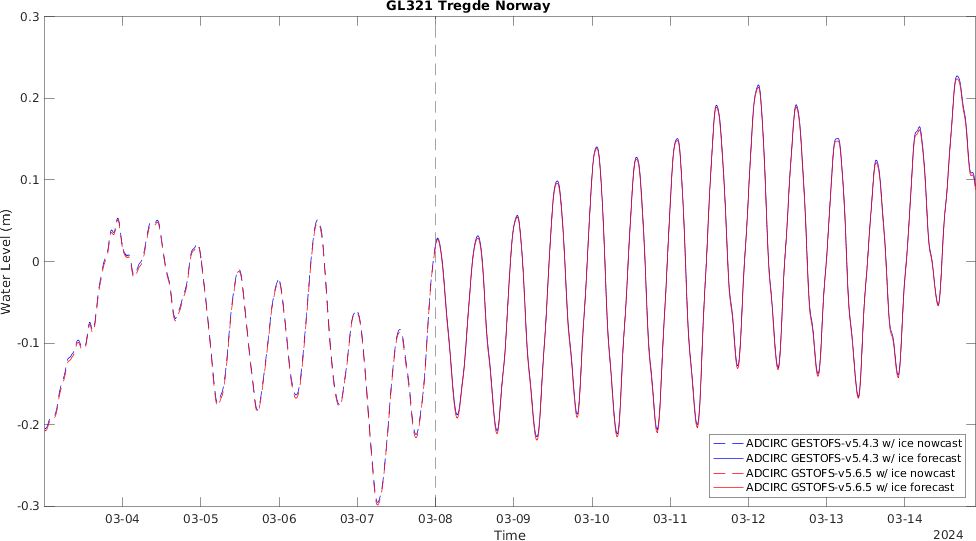 GL321 Tregde Norway
0.3
0.2
0.1
0
-0.1
-0.2
-0.3
Water Level (m)
ADCIRC GESTOFS-v5.4.3 w/ ice nowcast
ADCIRC GESTOFS-v5.4.3 w/ ice forecast
ADCIRC GSTOFS-v5.6.5 w/ ice nowcast
ADCIRC GSTOFS-v5.6.5 w/ ice forecast
03-04 03-05 03-06 03-07 03-08 03-09 03-10 03-11 03-12 03-13 03-14
Time
2024